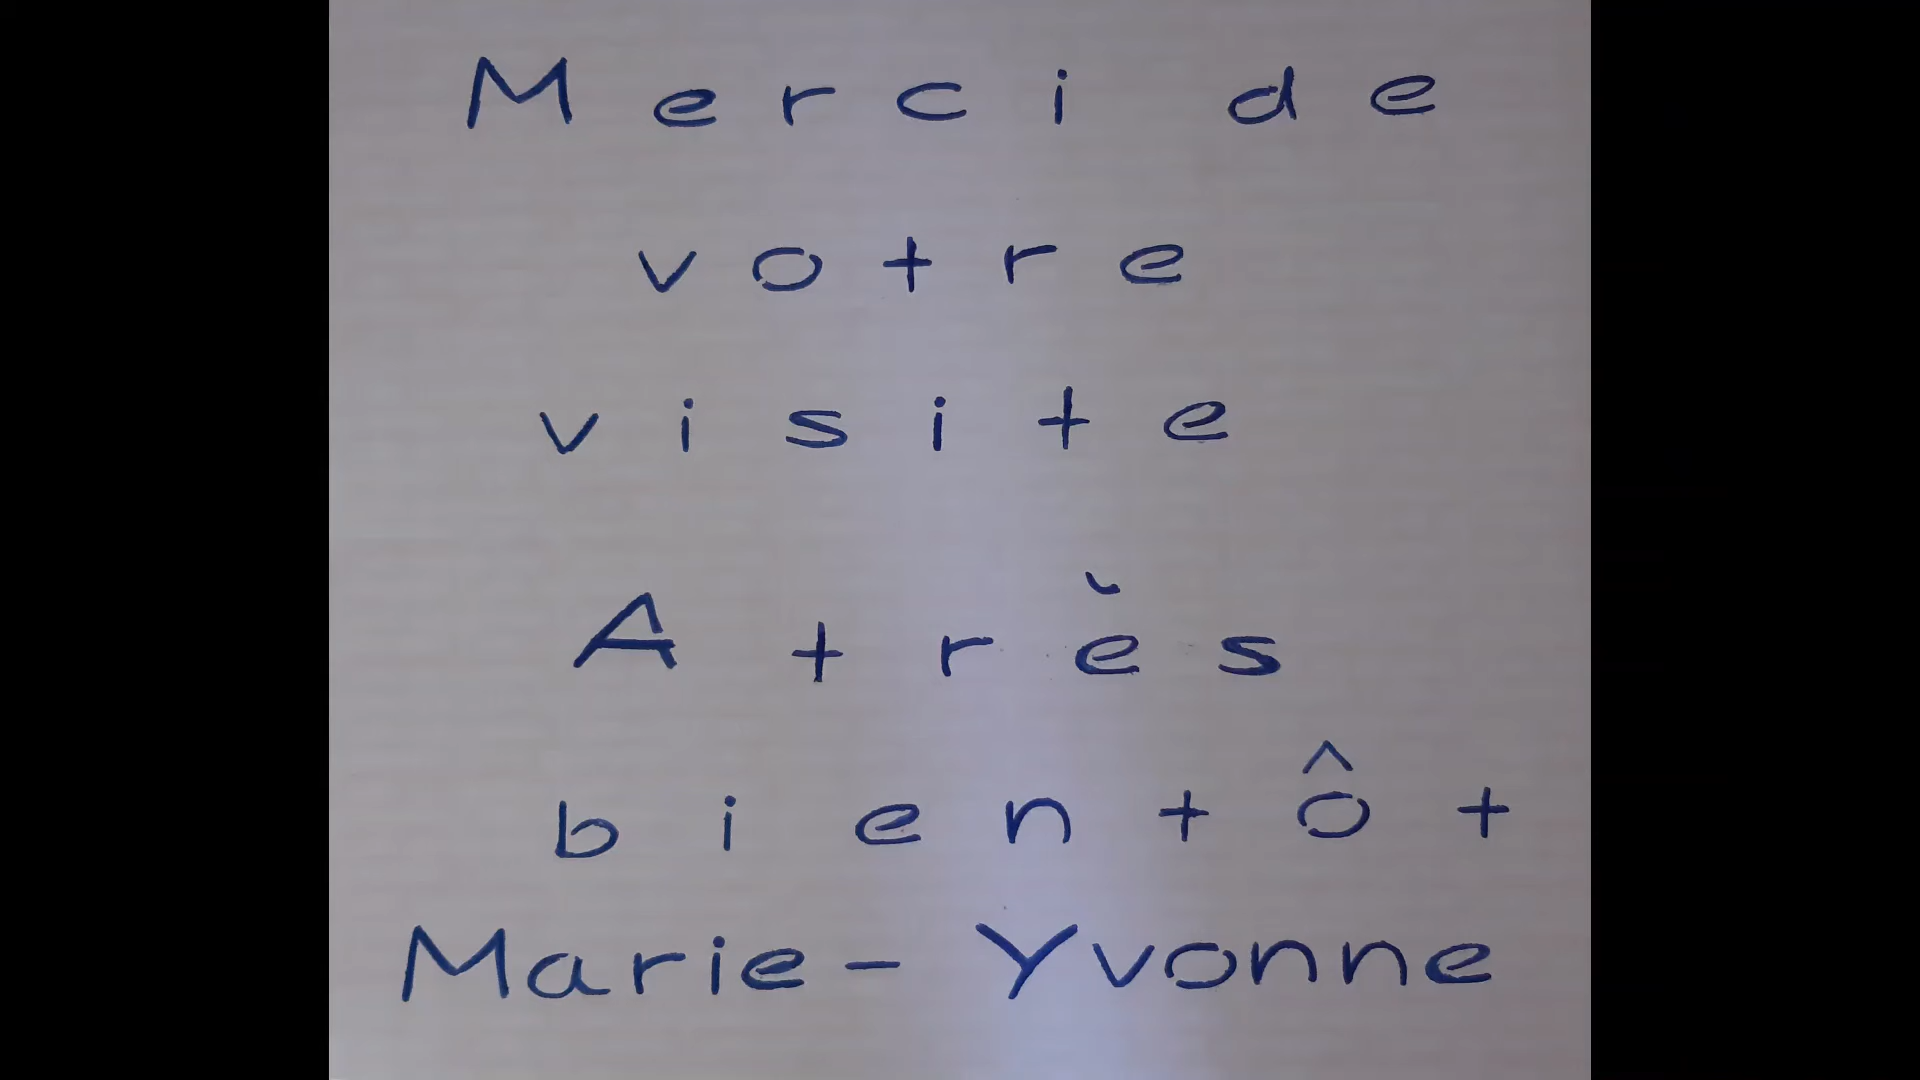 Merci de
votre
visite
A très
bientôt
Marie-Yvonne